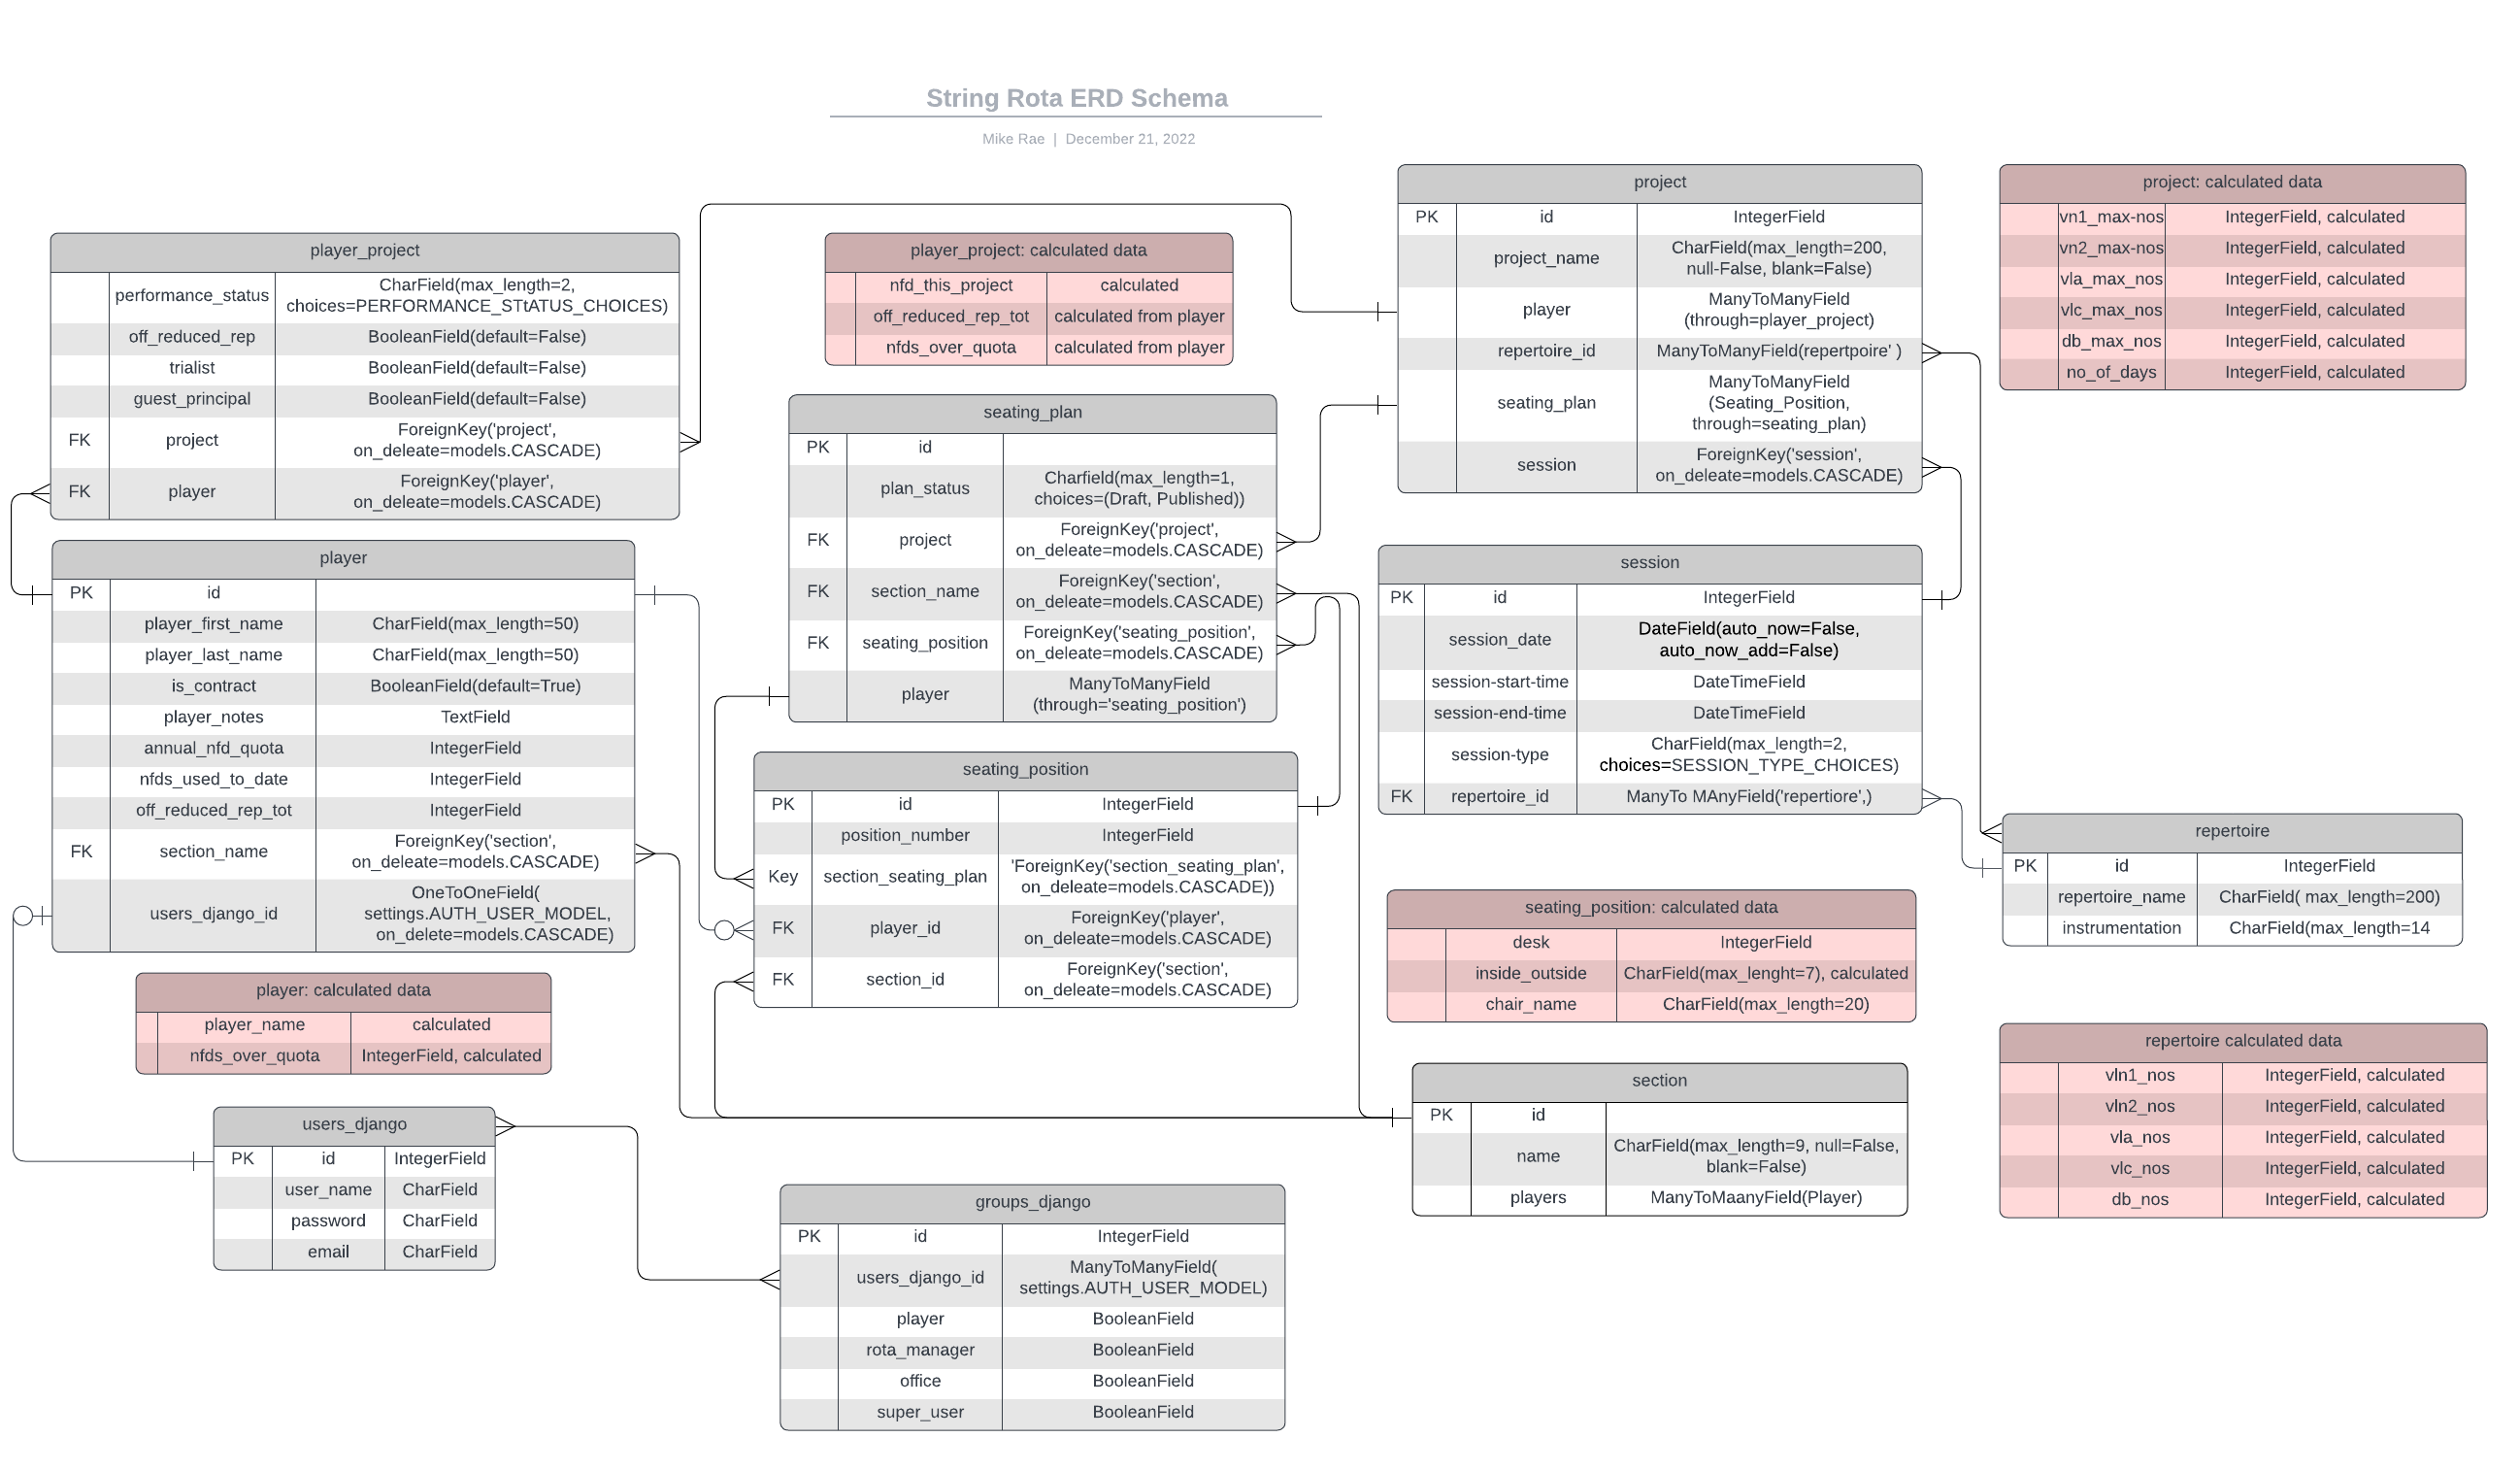 String Rota ERD Schema
Mike Rae | December 21, 2022
player_project
performance_status
CharField(max_length=2,
choices=PERFORMANCE_STtATUS_CHOICES)
off_reduced_rep
BooleanField(default=False)
trialist
BooleanField(default=False)
guest_principal
BooleanField(default=False)
FK
project
ForeignKey('project',
on_deleate=models.CASCADE)
FK
player
ForeignKey('player',
on_deleate=models.CASCADE)
player_project: calculated data
nfd_this_project
calculated
off_reduced_rep_tot
calculated from player
nfds_over_quota
calculated from player
project
PK
id
IntegerField
project_name
CharField(max_length=200,
null-False, blank=False)
player
ManyToManyField
(through=player_project)
repertoire_id
ManyToManyField(repertpoire' )
seating_plan
ManyToManyField
(Seating_Position,
through=seating_plan)
session
ForeignKey('session',
on_deleate=models.CASCADE)
project: calculated data
vn1_max-nos
IntegerField, calculated
vn2_max-nos
IntegerField, calculated
vla_max_nos
IntegerField, calculated
vlc_max_nos
IntegerField, calculated
db_max_nos
IntegerField, calculated
no_of_days
IntegerField, calculated
seating_plan
PK
id
plan_status
Charfield(max_length=1,
choices=(Draft, Published))
FK
project
ForeignKey('project',
on_deleate=models.CASCADE)
FK
section_name
ForeignKey('section',
on_deleate=models.CASCADE)
FK
seating_position
ForeignKey('seating_position',
on_deleate=models.CASCADE)
player
ManyToManyField
(through='seating_position')
player
PK
id
player_first_name
CharField(max_length=50)
player_last_name
CharField(max_length=50)
is_contract
BooleanField(default=True)
player_notes
TextField
annual_nfd_quota
IntegerField
nfds_used_to_date
IntegerField
off_reduced_rep_tot
IntegerField
FK
section_name
ForeignKey('section',
on_deleate=models.CASCADE)
users_django_id
OneToOneField(
settings.AUTH_USER_MODEL,
on_delete=models.CASCADE)
session
PK
id
IntegerField
session_date
DateField(auto_now=False,
auto_now_add=False)
session-start-time
DateTimeField
session-end-time
DateTimeField
session-type
CharField(max_length=2,
choices=SESSION_TYPE_CHOICES)
FK
repertoire_id
ManyTo MAnyField('repertiore',)
seating_position
PK
id
IntegerField
position_number
IntegerField
Key
section_seating_plan
'ForeignKey('section_seating_plan',
on_deleate=models.CASCADE))
FK
player_id
ForeignKey('player',
on_deleate=models.CASCADE)
FK
section_id
ForeignKey('section',
on_deleate=models.CASCADE)
repertoire
PK
id
IntegerField
repertoire_name
CharField( max_length=200)
instrumentation
CharField(max_length=14
seating_position: calculated data
desk
IntegerField
inside_outside
CharField(max_lenght=7), calculated
chair_name
CharField(max_length=20)
player: calculated data
player_name
calculated
nfds_over_quota
IntegerField, calculated
repertoire calculated data
vln1_nos
IntegerField, calculated
vln2_nos
IntegerField, calculated
vla_nos
IntegerField, calculated
vlc_nos
IntegerField, calculated
db_nos
IntegerField, calculated
section
PK
id
name
CharField(max_length=9, null=False,
blank=False)
players
ManyToMaanyField(Player)
users_django
PK
id
IntegerField
user_name
CharField
password
CharField
email
CharField
groups_django
PK
id
IntegerField
users_django_id
ManyToManyField(
settings.AUTH_USER_MODEL)
player
BooleanField
rota_manager
BooleanField
office
BooleanField
super_user
BooleanField